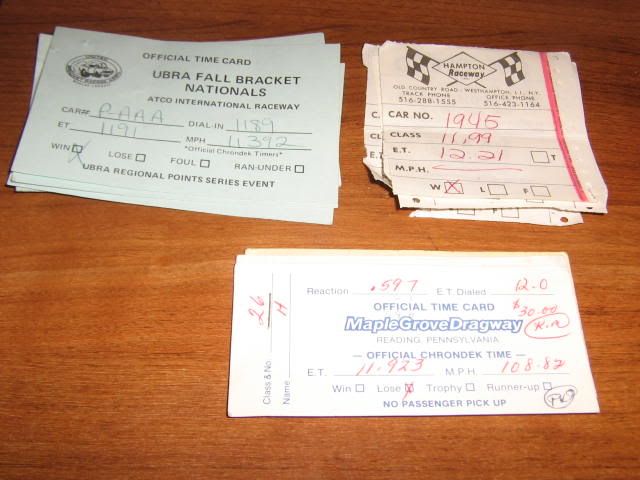 OFFICIAL TIME CARD
UBRA FALL BRACKET
NATIONALS
ATCO INTERNATIONAL RACEWAY
CAR# P-AAA
ET 1191 DIAL-IN 1189
MPH 11,392
*Official Chrondek Timers*
WIN LOSE FOUL RAN-UNDER
UBRA REGIONAL POINTS SERIES EVENT
HAMPTON
Raceway
OLD COUNTRY ROAD - WESTHAMPTON, L.I., N.Y.
TRACK PHONE OFFICE PHONE
516-288-1555 516-423-1164
CAR NO. 1945
CLASS 11,99
E.T. 12.21 T
M.P.H.
W L F
Reaction .597 E.T. Dialed 12.0
OFFICIAL TIME CARD $30.00
MapleGroveDragway
READING, PENNSYLVANIA
— OFFICIAL CHRONDEK TIME —
E.T. 11.923 M.P.H. 108.82
Win Lose Trophy Runner-up
NO PASSENGER PICK UP
Class & No. 26
Name H